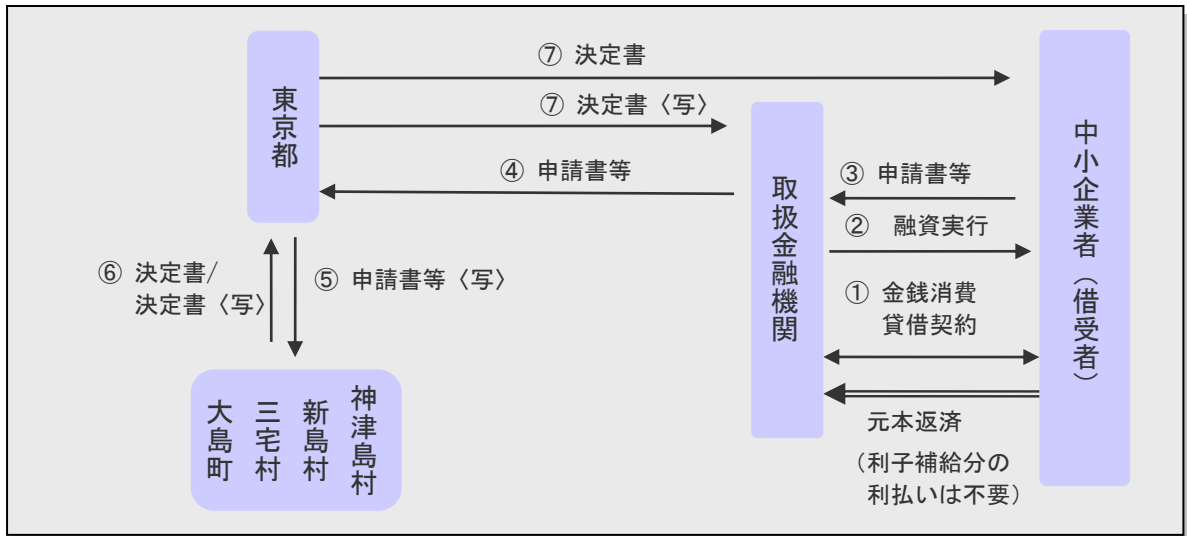 ⑦ 決定書
⑦ 決定書〈写〉
④ 申請書等
東京都
取扱金融機関
中小企業者（借受者）
③ 申請書等
② 融資実行
① 金銭消費
貸借契約
元本返済
（利子補給分の
利払いは不要）
⑥ 決定書/
決定書〈写〉
⑤ 申請書等〈写〉
大島町
三宅村
新島村
神津島村